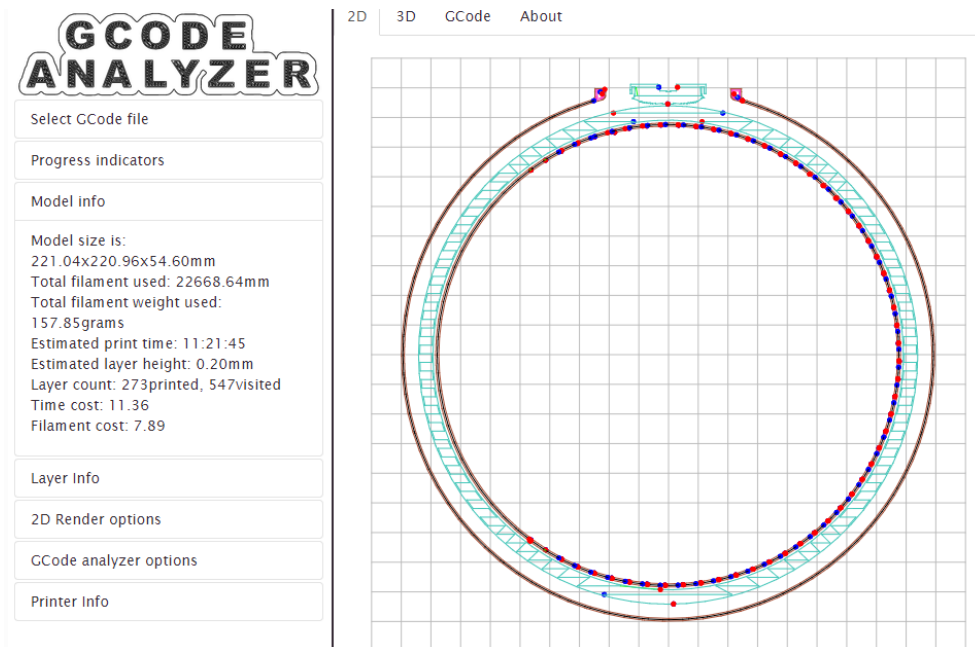 GCODE
ANALYZER
2D 3D GCode About
Select GCode file
Progress indicators
Model info
Model size is:
221.04x220.96x54.60mm
Total filament used: 22668.64mm
Total filament weight used:
157.85grams
Estimated print time: 11:21:45
Estimated layer height: 0.20mm
Layer count: 273printed, 547visited
Time cost: 11.36
Filament cost: 7.89
Layer Info
2D Render options
GCode analyzer options
Printer Info